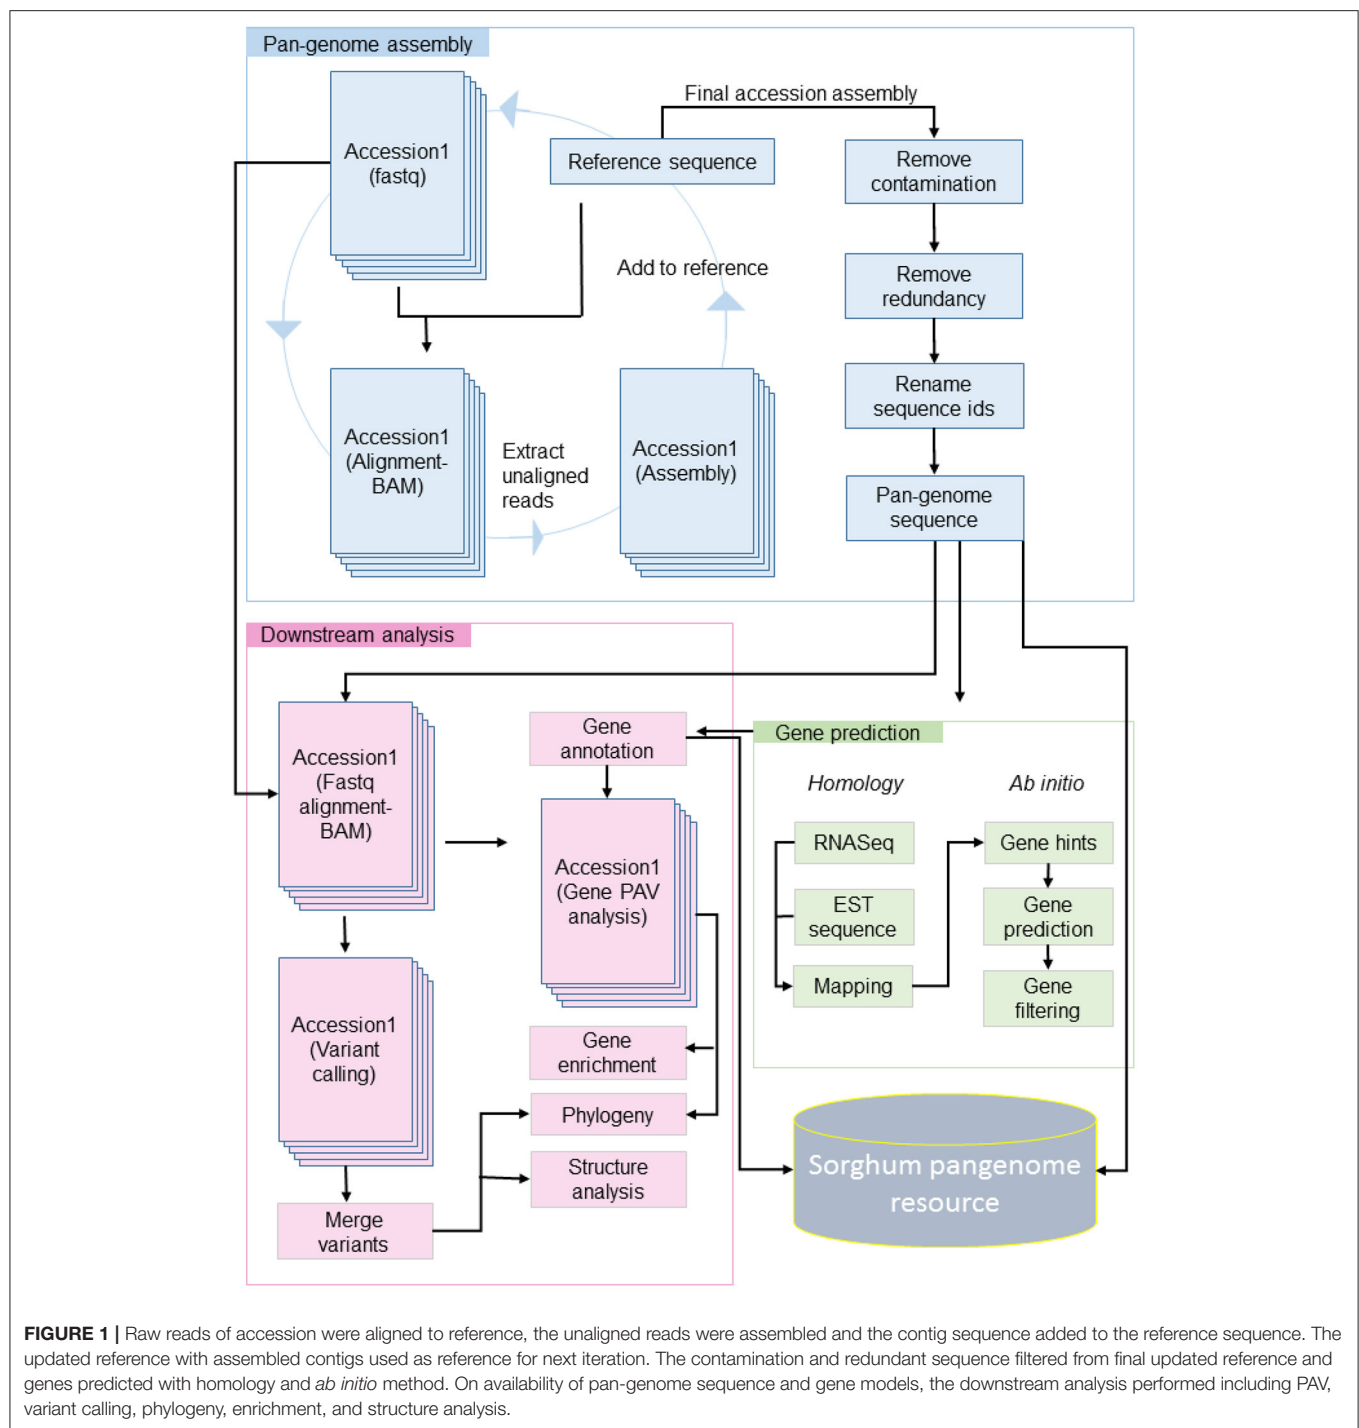 Pan-genome assembly
Final accession assembly
Accession1
(fastq)
Reference sequence
Remove
contamination
Add to reference
Remove
redundancy
Accession1
(Alignment-
BAM)
Extract
unaligned
reads
Accession1
(Assembly)
Rename
sequence ids
Pan-genome
sequence
Downstream analysis
Accession1
(Fastq
alignment-
BAM)
Gene
annotation
Accession1
(Gene PAV
analysis)
Accession1
(Variant
calling)
Gene
enrichment
Phylogeny
Structure
analysis
Merge
variants
Gene prediction
Homology
Ab initio
RNASeq
EST
sequence
Mapping
Gene hints
Gene
prediction
Gene
filtering
Sorghum pangenome
resource
FIGURE 1 | Raw reads of accession were aligned to reference, the unaligned reads were assembled and the contig sequence added to the reference sequence. The
updated reference with assembled contigs used as reference for next iteration. The contamination and redundant sequence filtered from final updated reference and
genes predicted with homology and ab initio method. On availability of pan-genome sequence and gene models, the downstream analysis performed including PAV,
variant calling, phylogeny, enrichment, and structure analysis.